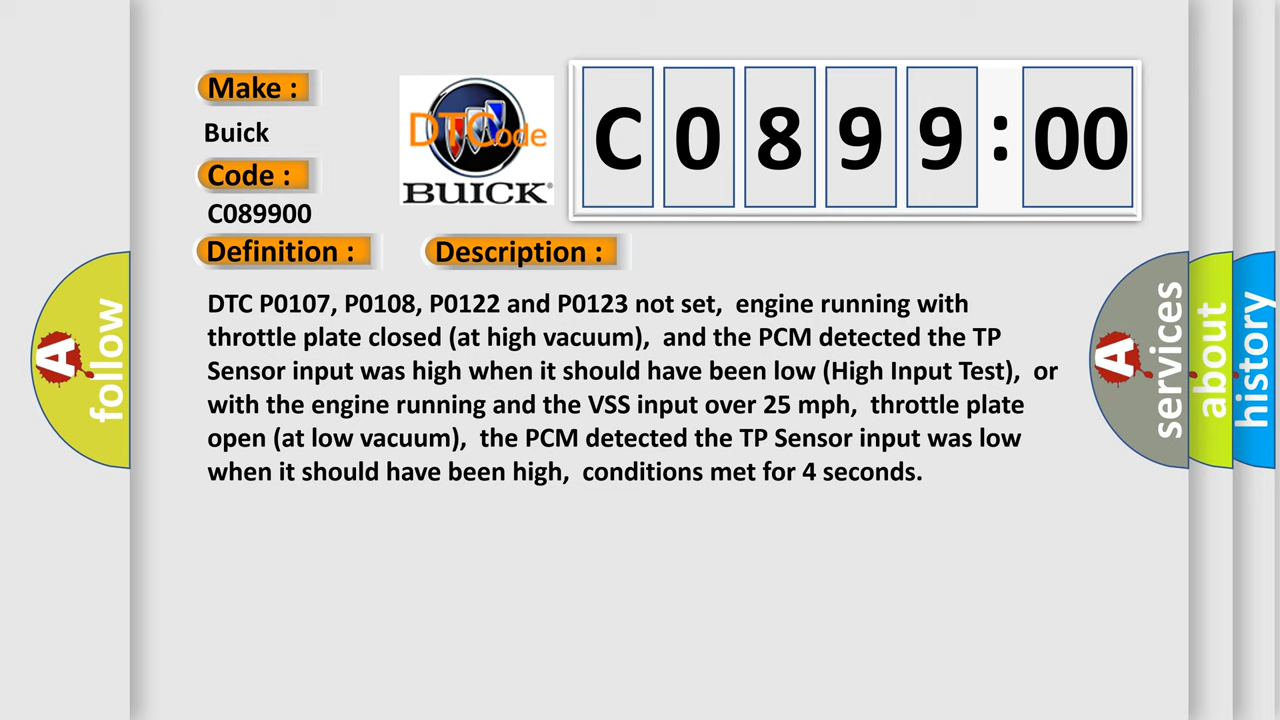 Make :
Buick
Code :
C089900
DTCode
BUICK®
C0899:00
Definition :
Description :
DTC P0107, P0108, P0122 and P0123 not set,  engine running with
throttle plate closed (at high vacuum),  and the PCM detected the TP
Sensor input was high when it should have been low (High Input Test),  or
with the engine running and the VSS input over 25 mph,  throttle plate
open (at low vacuum),  the PCM detected the TP Sensor input was low
when it should have been high,  conditions met for 4 seconds.
A follow
A services
about
history